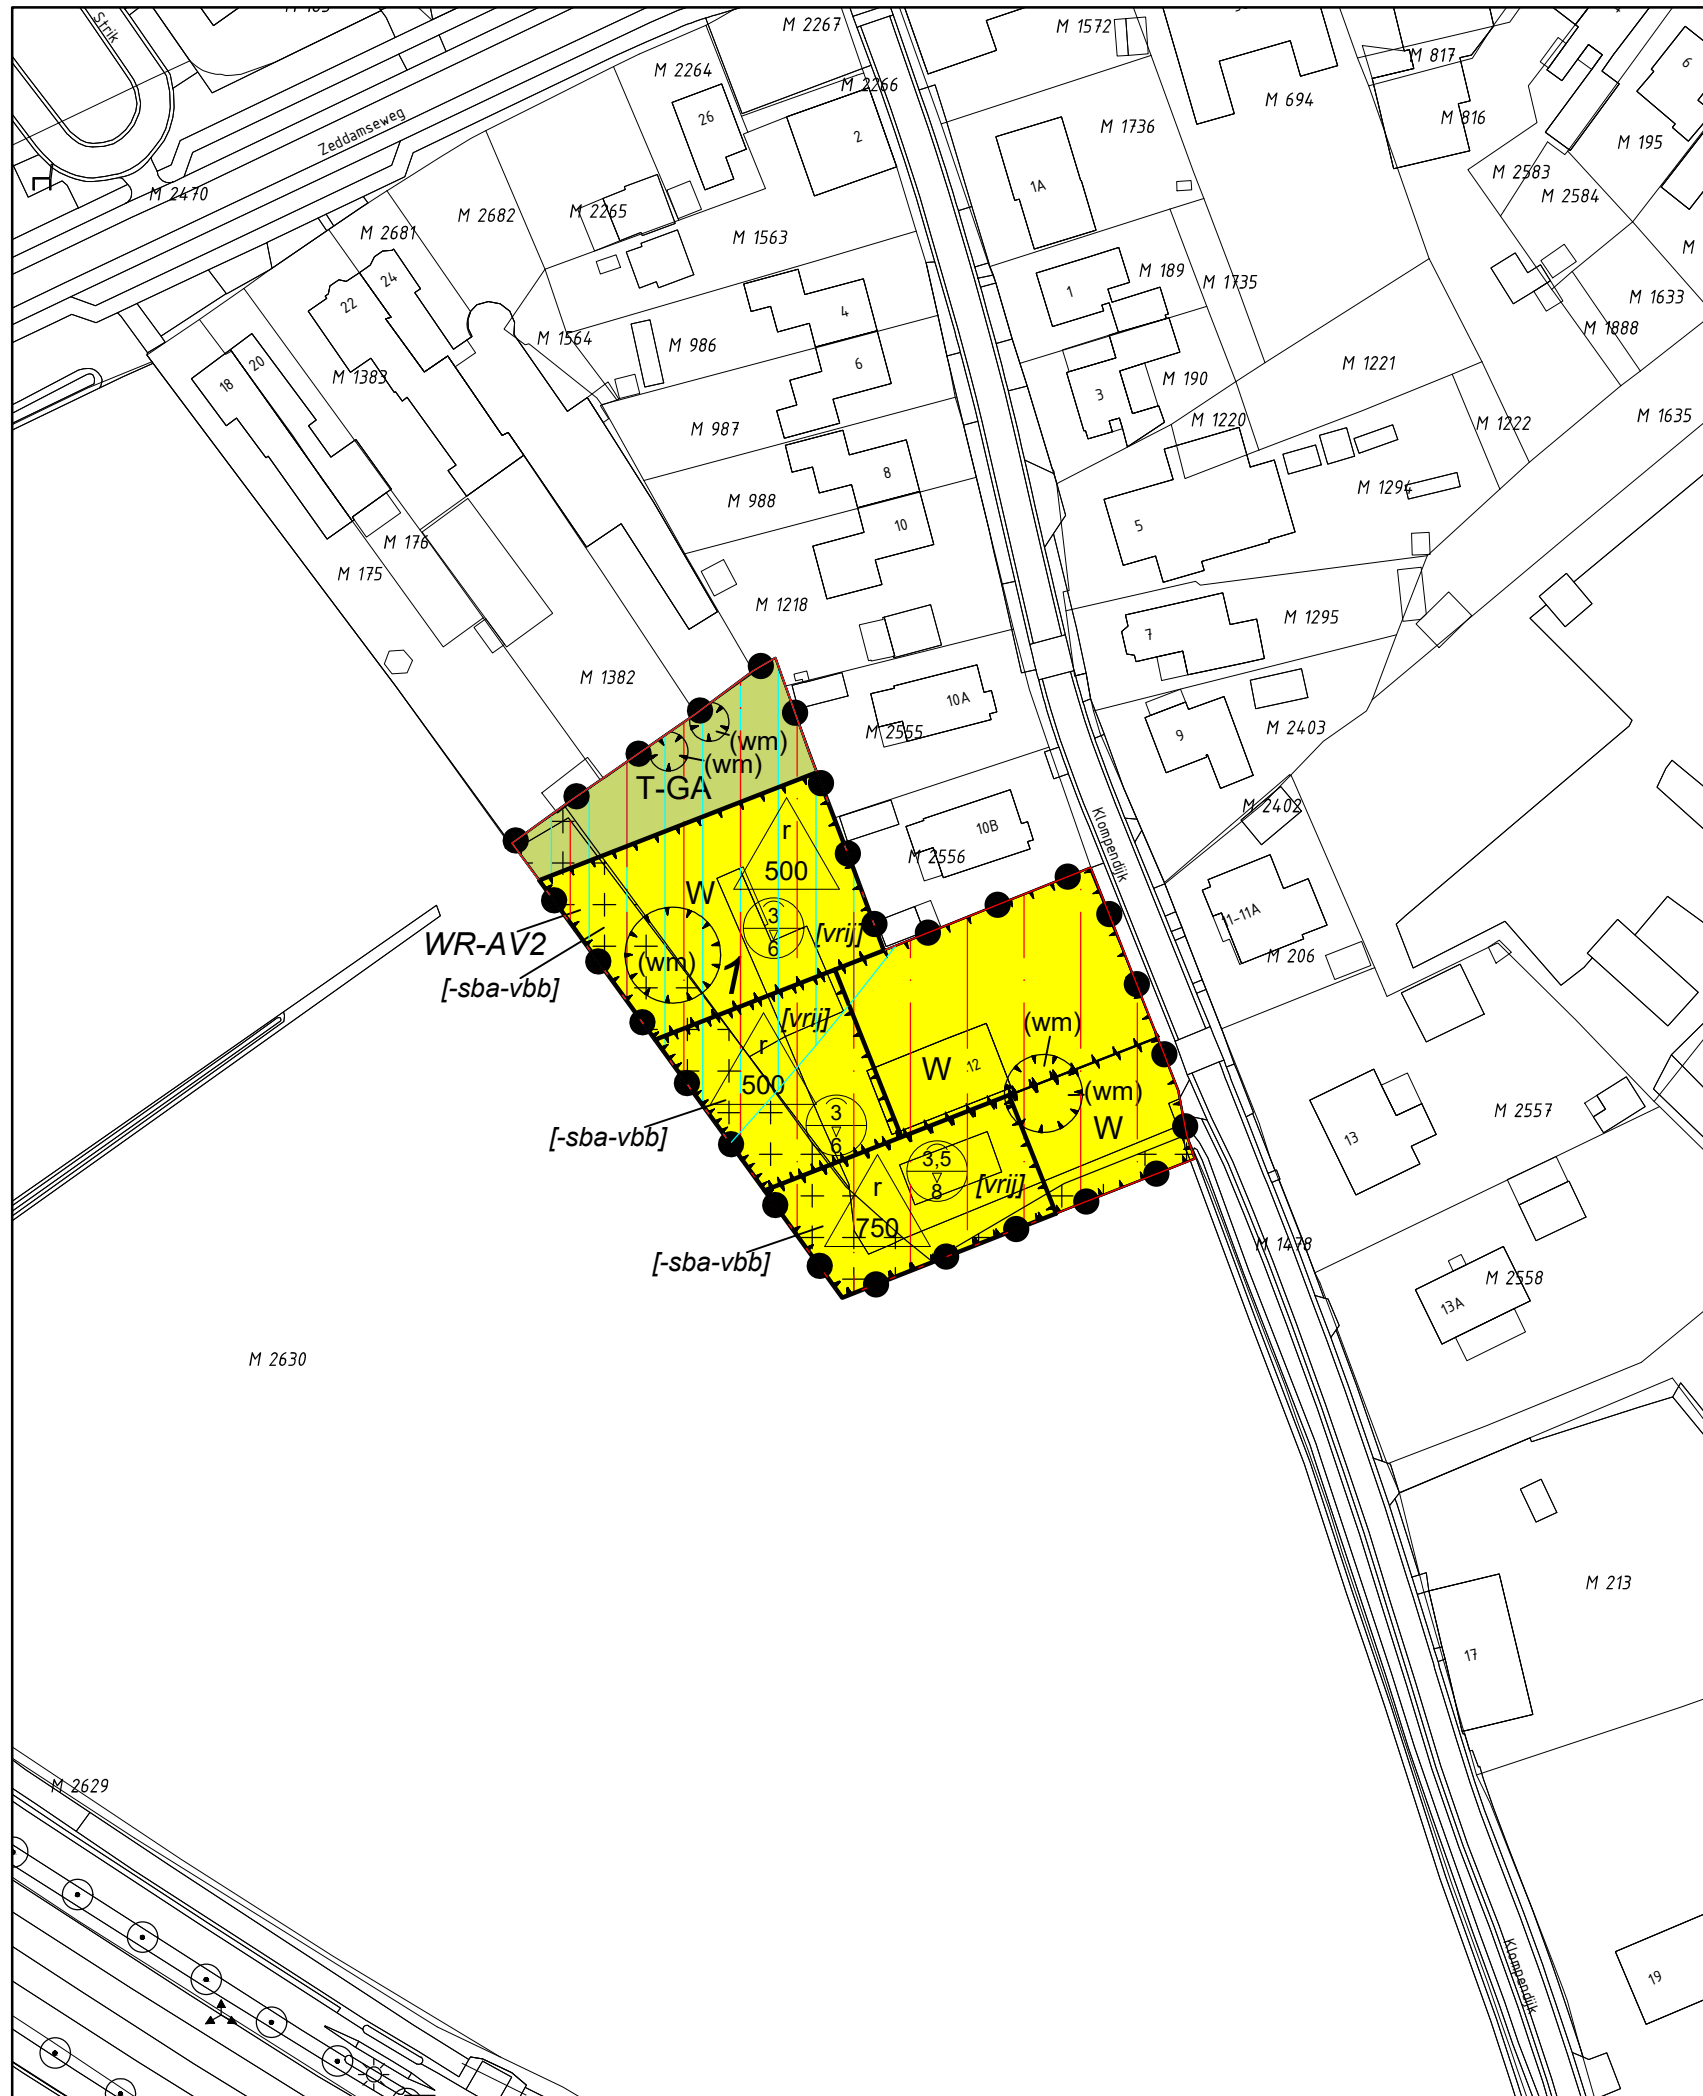 Strik
M 2267
M 1572
M 817
6
M 2264
M 2266
M 694
M 816
Zeddamseweg
26
2
M 1736
M 195
M 2470
M 2583
M 2584
1A
M 2682
M 2265
M 2681
M 1563
M
24
22
1
M 189
M 1735
M 1633
M 1888
4
M 1564
M 986
6
M 1221
20
18
M 1383
3
M 190
M 1220
M 1222
M 1635
M 987
8
M 988
10
5
M 1294
M 176
M 175
M 1218
7
M 1295
M 1382
10A
M 2555
9
M 2403
(wm)
(wm)
T-GA
M 2402
r
500
10B
M 2556
Klompendijk
W
3
6
[vrij]
11-11A
M 206
WR-AV2
[-sba-vbb]
(wm)
1
[vrij]
(wm)
r
500
W
12
(wm)
W
3
6
[-sba-vbb]
3,5
8
[vrij]
r
750
13
M 2557
[-sba-vbb]
M 1478
M 2558
13A
M 2630
M 213
17
M 2629
Klompendijk
19